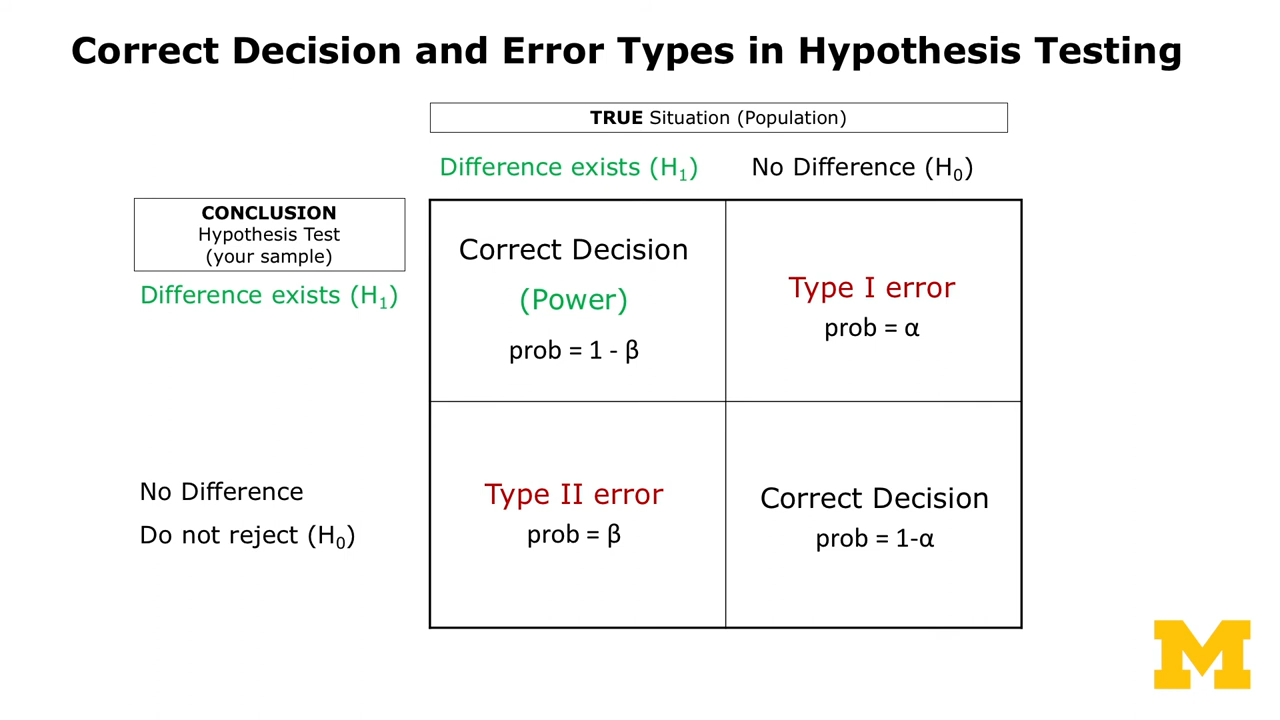 Correct Decision and Error Types in Hypothesis Testing
TRUE Situation (Population)
Difference exists (H₁)
No Difference (H₀)
CONCLUSION
Hypothesis Test
(your sample)
Difference exists (H₁)
Correct Decision
(Power)
prob = 1 - β
Type I error
prob = α
No Difference
Do not reject (H₀)
Type II error
prob = β
Correct Decision
prob = 1-α
M